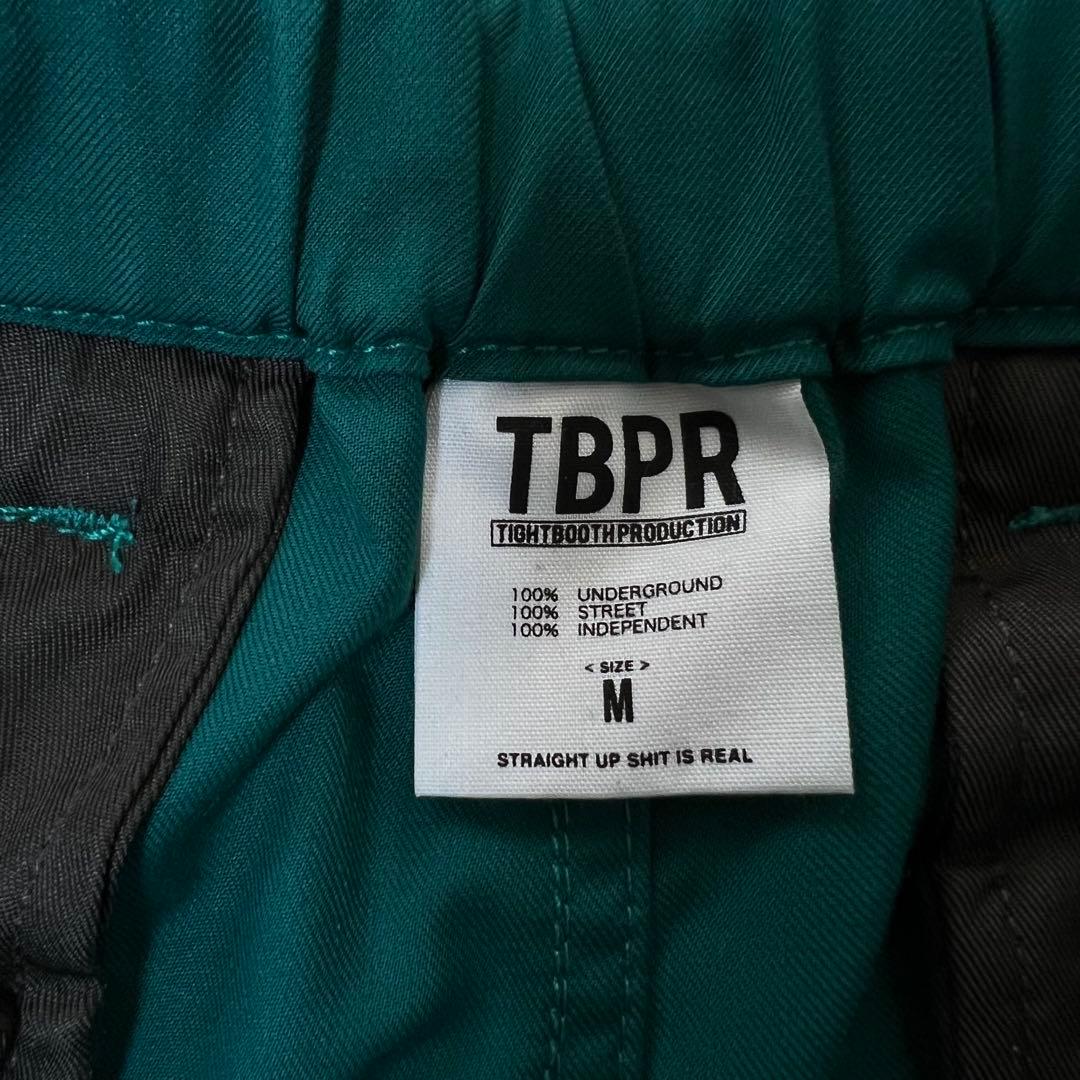 TBPR
TIGHTBOOTHPRODUCTION
100% UNDERGROUND
100% STREET
100% INDEPENDENT
< SIZE >
M
STRAIGHT UP SHIT IS REAL